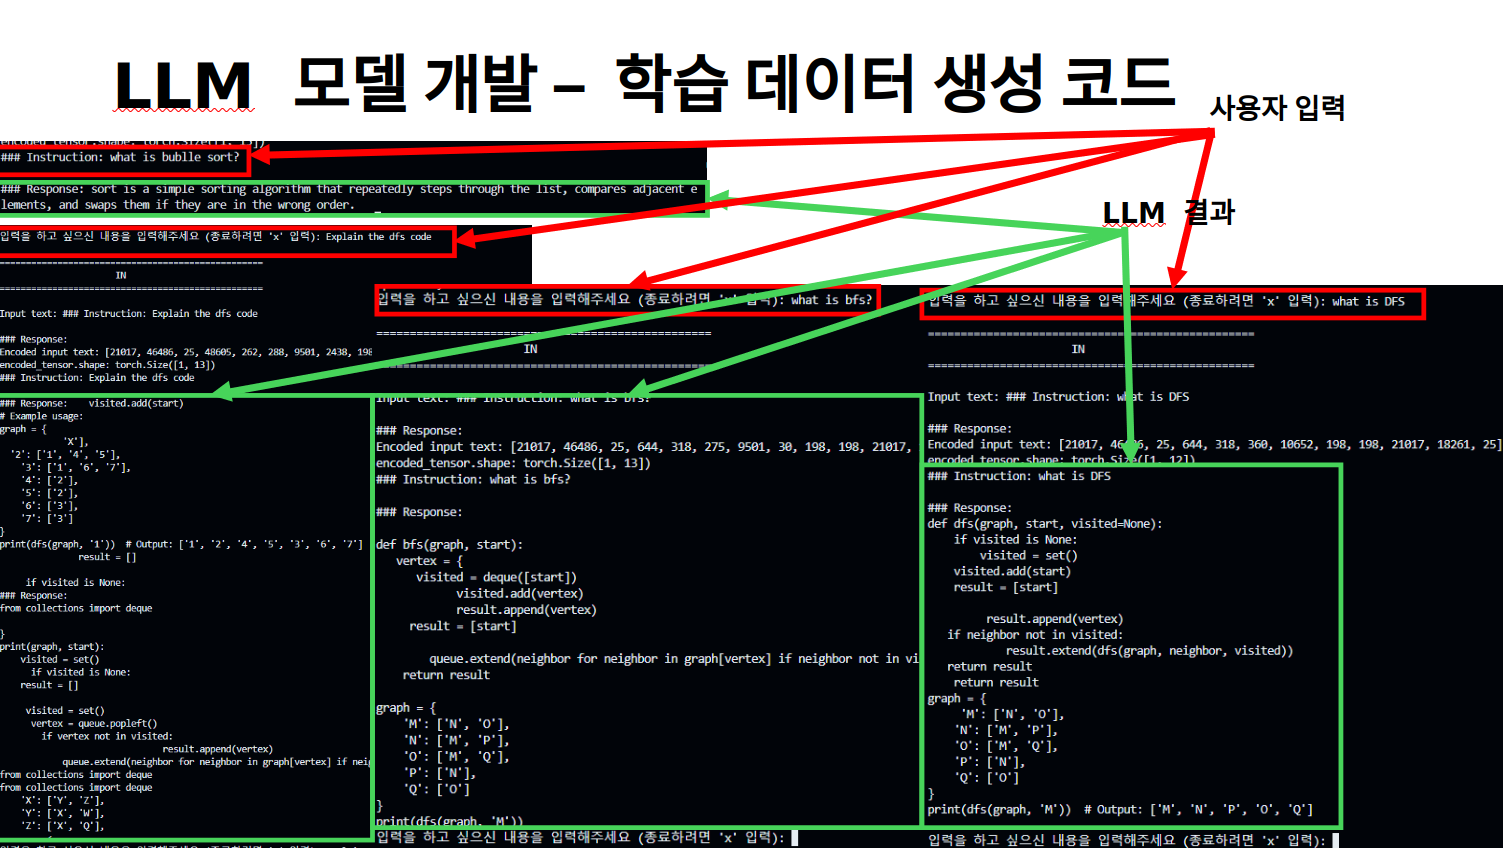 LLM 모델 개발 – 학습 데이터 생성 코드
사용자 입력
LLM 결과
encoded_tensor.shape: torch.Size([1, 15])
### Instruction: what is bublle sort?
### Response: sort is a simple sorting algorithm that repeatedly steps through the list, compares adjacent e
lements, and swaps them if they are in the wrong order.
입력을 하고 싶으신 내용을 입력해주세요 (종료하려면 'x' 입력): Explain the dfs code
==================================================
IN
==================================================
Input text: ### Instruction: Explain the dfs code
### Response:
Encoded input text: [21017, 46486, 25, 48605, 262, 288, 9501, 2438, 198
encoded_tensor.shape: torch.Size([1, 13])
### Instruction: Explain the dfs code
### Response:    visited.add(start)
# Example usage:
graph = {
            'X'],
  '2': ['1', '4', '5'],
    '3': ['1', '6', '7'],
    '4': ['2'],
    '5': ['2'],
    '6': ['3'],
    '7': ['3']
}
print(dfs(graph, '1'))  # Output: ['1', '2', '4', '5', '3', '6', '7']
               result = []
     if visited is None:
### Response:
from collections import deque
}
print(graph, start):
    visited = set()
      if visited is None:
    result = []
     visited = set()
      vertex = queue.popleft()
        if vertex not in visited:
                               result.append(vertex)
            queue.extend(neighbor for neighbor in graph[vertex] if neig
from collections import deque
from collections import deque
    'X': ['Y', 'Z'],
    'Y': ['X', 'W'],
    'Z': ['X', 'Q'],
입력을 하고 싶으신 내용을 입력해주세요 (종료하려면 'x' 입력): what is bfs?
==================================================
IN
==================================================
Input text: ### Instruction: what is bfs?
### Response:
Encoded input text: [21017, 46486, 25, 644, 318, 275, 9501, 30, 198, 198, 21017,
encoded_tensor.shape: torch.Size([1, 13])
### Instruction: what is bfs?
### Response:
def bfs(graph, start):
   vertex = {
      visited = deque([start])
            visited.add(vertex)
            result.append(vertex)
     result = [start]
        queue.extend(neighbor for neighbor in graph[vertex] if neighbor not in vi
    return result
graph = {
    'M': ['N', 'O'],
    'N': ['M', 'P'],
    'O': ['M', 'Q'],
    'P': ['N'],
    'Q': ['O']
}
print(dfs(graph, 'M'))
입력을 하고 싶으신 내용을 입력해주세요 (종료하려면 'x' 입력):
입력을 하고 싶으신 내용을 입력해주세요 (종료하려면 'x' 입력): what is DFS
==================================================
IN
==================================================
Input text: ### Instruction: what is DFS
### Response:
Encoded input text: [21017, 46486, 25, 644, 318, 360, 10652, 198, 198, 21017, 18261, 25]
encoded_tensor.shape: torch.Size([1, 12])
### Instruction: what is DFS
### Response:
def dfs(graph, start, visited=None):
    if visited is None:
        visited = set()
    visited.add(start)
    result = [start]
         result.append(vertex)
   if neighbor not in visited:
            result.extend(dfs(graph, neighbor, visited))
   return result
    return result
graph = {
     'M': ['N', 'O'],
    'N': ['M', 'P'],
    'O': ['M', 'Q'],
    'P': ['N'],
    'Q': ['O']
}
print(dfs(graph, 'M'))  # Output: ['M', 'N', 'P', 'O', 'Q']
입력을 하고 싶으신 내용을 입력해주세요 (종료하려면 'x' 입력):